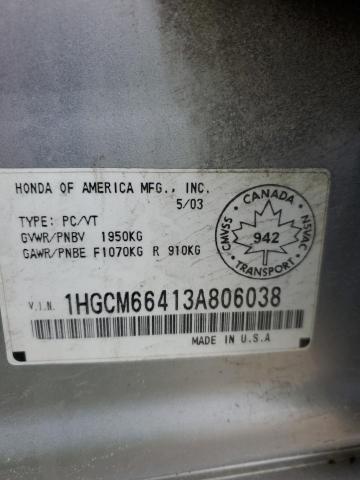 HONDA OF AMERICA MFG., INC.
5/03
TYPE: PC/VT
GVWR/PNBV 1950KG
GAWR/PNBE F1070KG R 910KG
CANADA
CMVSS
NSVAC
942
TRANSPORT
V.I.N. 1HGCM66413A806038
MADE IN U.S.A